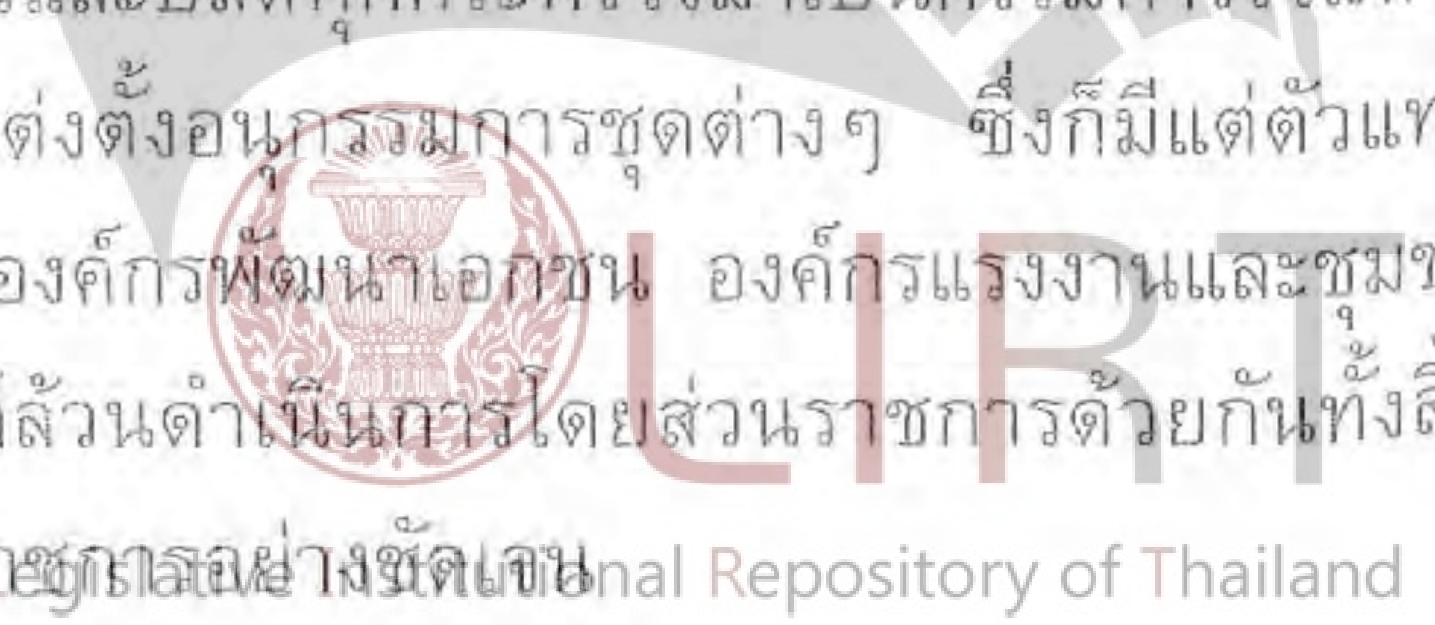 ต่งตั้งอนุกรรมการชุดต่างๆ ซึ่งก็มีแต่ตัวแท
องค์กรพัฒนาเอกชน องค์กรแรงงานและชุมช
ล้วนดำเนินการโดยส่วนราชการด้วยกันทั้งสิ้
าชการอย่างชัดเจน
LIRT
Legislative Institutional Repository of Thailand